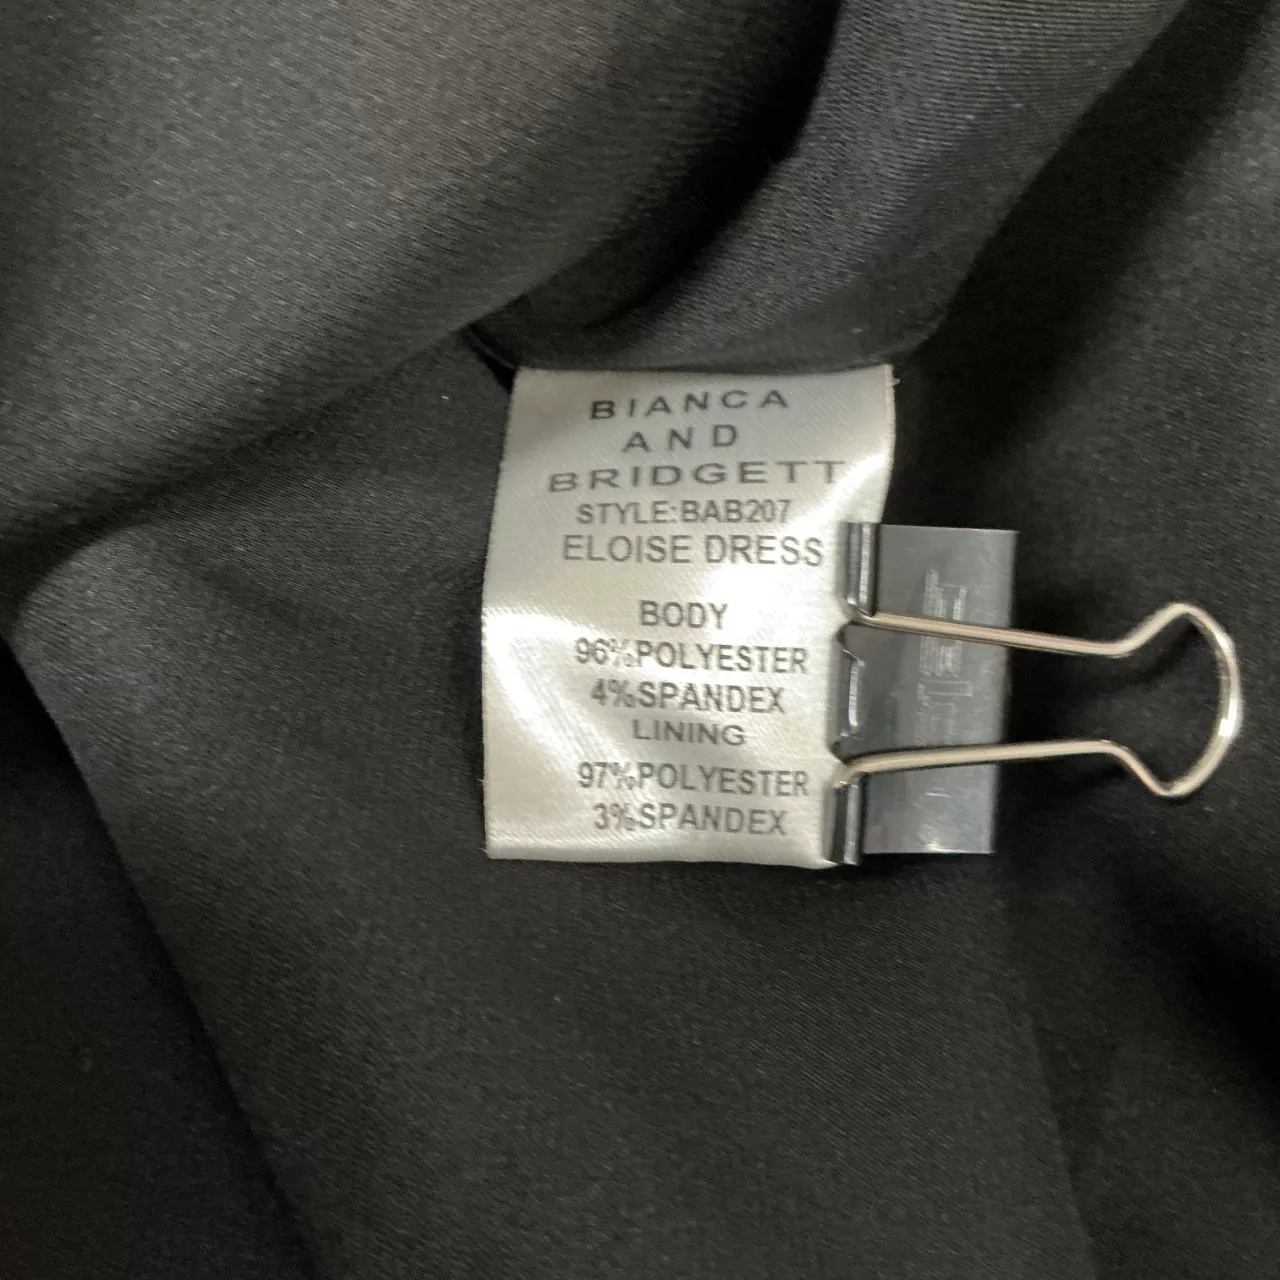 BIANCA
AND
BRIDGETT
STYLE:BAB207
ELOISE DRESS
BODY
96%POLYESTER
4%SPANDEX
LINING
97%POLYESTER
3%SPANDEX